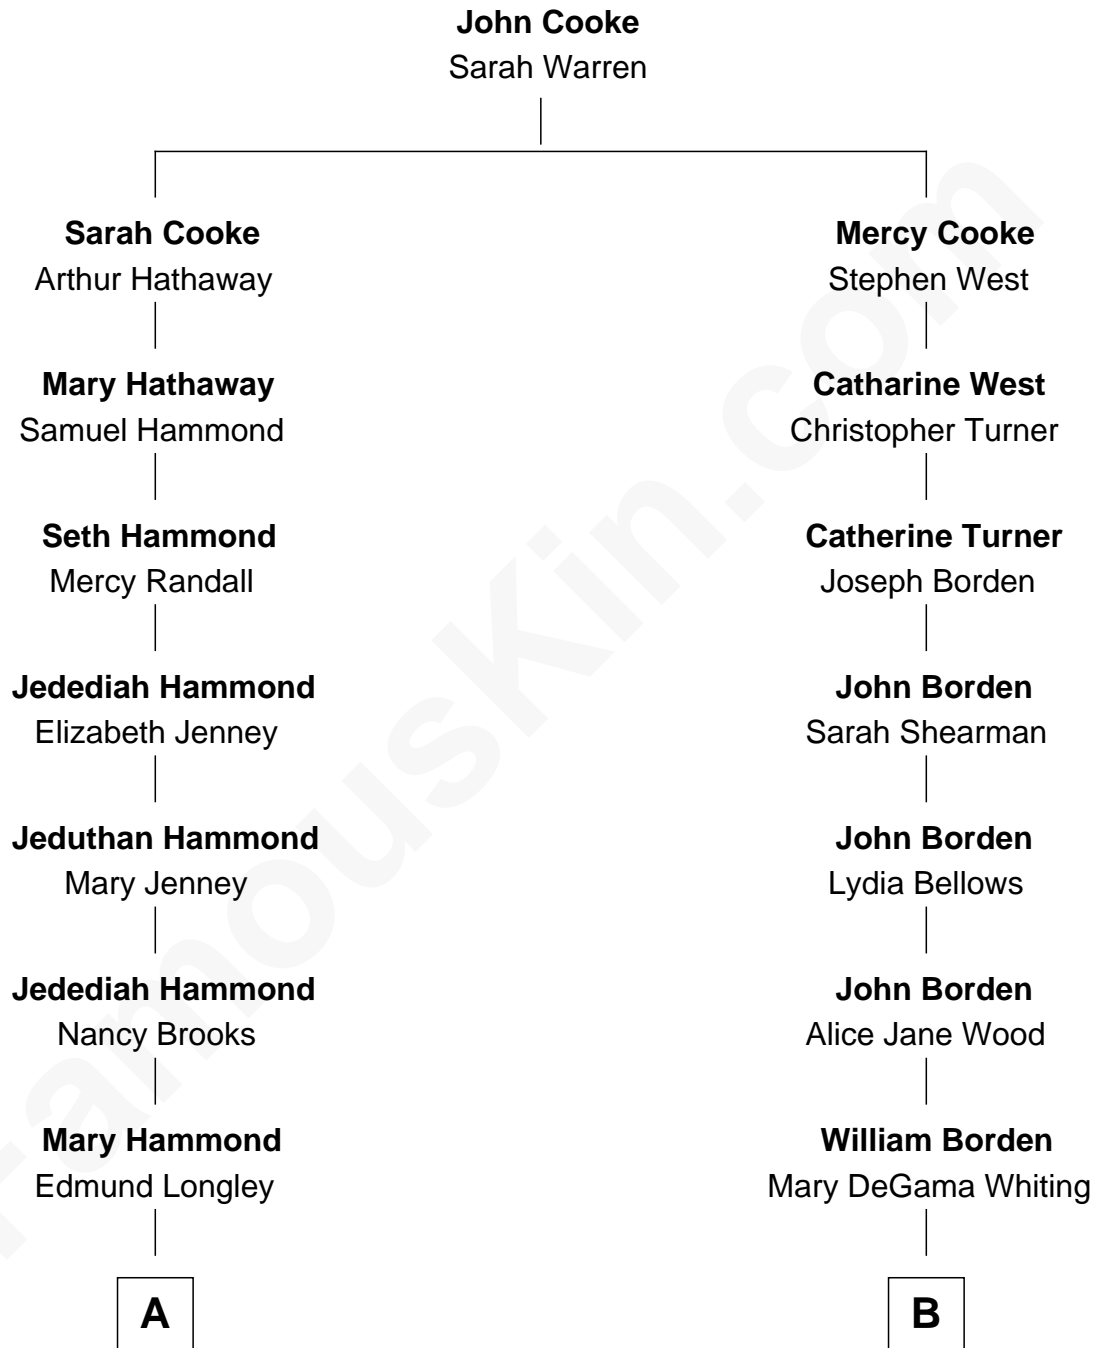 John Cooke
Sarah Warren
Sarah Cooke
Arthur Hathaway
Mercy Cooke
Stephen West
Mary Hathaway
Samuel Hammond
Catharine West
Christopher Turner
Seth Hammond
Mercy Randall
Catherine Turner
Joseph Borden
Jedediah Hammond
Elizabeth Jenney
John Borden
Sarah Shearman
Jeduthan Hammond
Mary Jenney
John Borden
Lydia Bellows
Jedediah Hammond
Nancy Brooks
John Borden
Alice Jane Wood
Mary Hammond
Edmund Longley
William Borden
Mary DeGama Whiting
A
B
FamousKin.com